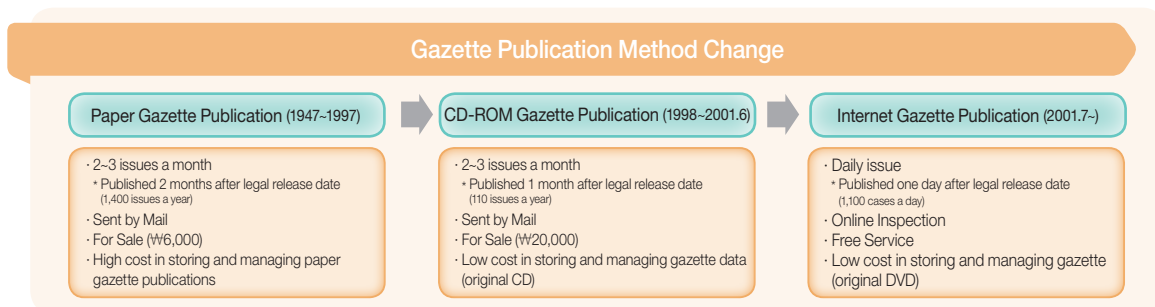 Gazette Publication Method Change
Paper Gazette Publication (1947~1997)
· 2~3 issues a month
* Published 2 months after legal release date
(1,400 issues a year)
· Sent by Mail
· For Sale (₩6,000)
· High cost in storing and managing paper
gazette publications
CD-ROM Gazette Publication (1998~2001.6)
· 2~3 issues a month
* Published 1 month after legal release date
(110 issues a year)
· Sent by Mail
· For Sale (₩20,000)
· Low cost in storing and managing gazette data
(original CD)
Internet Gazette Publication (2001.7~)
· Daily issue
* Published one day after legal release date
(1,100 cases a day)
· Online Inspection
· Free Service
· Low cost in storing and managing gazette
(original DVD)